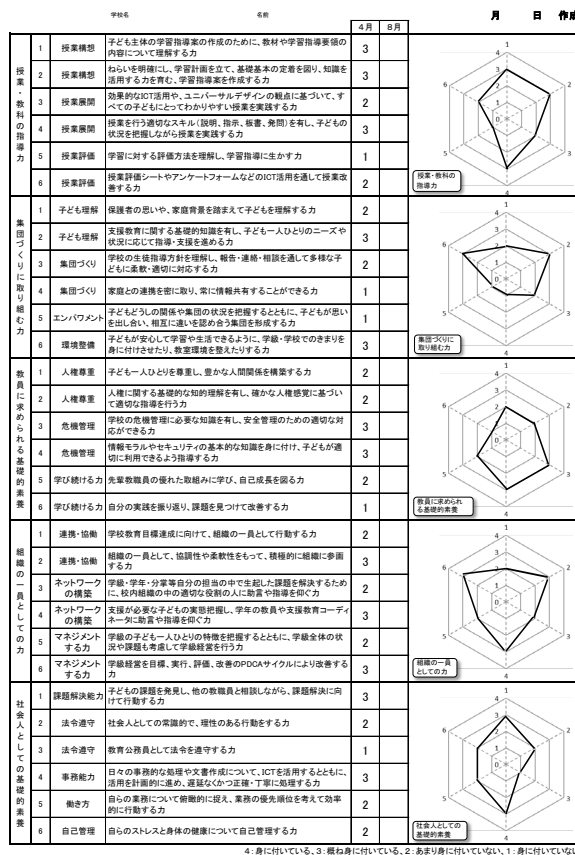 学校名 名前 月 日 作成
4月 8月
授業・教科の指導力
1 授業構想 子ども主体の学習指導案の作成のために、教材や学習指導要領の
内容について理解する力 3
2 授業構想 ねらいを明確にし、学習計画を立て、基礎基本の定着を図り、知識を
活用する力を育む、学習指導案を作成する力 3
3 授業展開 効果的なICT活用や、ユニバーサルデザインの観点に基づいて、す
べての子どもにとってわかりやすい授業を実践する力 2
4 授業展開 授業を行う適切なスキル(説明、指示、板書、発問)を有し、子どもの
状況を把握しながら授業を実践する力 3
5 授業評価 学習に対する評価方法を理解し、学習指導に生かす力 1
6 授業評価 授業評価シートやアンケートフォームなどのICT活用を通して授業改
善する力 2
授業・教科の
指導力
集団づくりに取り組む力
1 子ども理解 保護者の思いや、家庭背景を踏まえて子どもを理解する力 2
2 子ども理解 支援教育に関する基礎的な知識を有し、子ども一人ひとりのニーズや
状況に応じて指導・支援を進める力 3
3 集団づくり 学校の生徒指導方針を理解し、報告・連絡・相談を通して多様な子
どもに柔軟・適切に対応する力 2
4 集団づくり 家庭との連携を密に取り、常に情報共有することができる力 1
5 エンパワメント 子どもどうしの関係や集団の状況を把握するとともに、子どもが思い
を出し合い、相互に違いを認め合う集団を形成する力 1
6 環境整備 子どもが安心して学習や生活できるように、学級・学校でのきまりを
身に付けさせたり、教室環境を整えたりする力 3
集団づくりに
取り組む力
教員に求められる基礎的素養
1 人権尊重 子ども一人ひとりを尊重し、豊かな人間関係を構築する力 2
2 人権尊重 人権に関する基礎的な知的理解を有し、確かな人権感覚に基づい
て適切な指導を行う力 2
3 危機管理 学校の危機管理に必要な知識を有し、安全管理のための適切な対
応ができる力 3
4 危機管理 情報モラルやセキュリティの基本的な知識を身に付け、子どもが適
切に利用できるよう指導する力 3
5 学び続ける力 先輩教職員の優れた取組みに学び、自己成長を図る力 2
6 学び続ける力 自分の実践を振り返り、課題を見つけて改善する力 1
教員に求められ
る基礎的素養
組織の一員としての力
1 連携・協働 学校教育目標達成に向けて、組織の一員として行動する力 2
2 連携・協働 組織の一員として、協調性や柔軟性をもって、積極的に組織に参画
する力 3
3 ネットワーク
の構築 学級・学年・分掌等自分の担当の中で生起した課題を解決するため
に、校内組織の中の適切な役割の人に助言や指導を仰ぐ力 2
4 ネットワーク
の構築 支援が必要な子どもの実態把握し、学年の教員や支援教育コーディ
ネータに助言や指導を仰ぐ力 3
5 マネジメント
する力 学級の子ども一人ひとりの特徴を把握するとともに、学級全体の状
況や課題も考慮して学級経営を行う力 2
6 マネジメント
する力 学級経営を目標、実行、評価、改善のPDCAサイクルにより改善する
力 3
組織の一員
としての力
社会人としての基礎的素養
1 課題解決能力 子どもの課題を発見し、他の教職員と相談しながら、課題解決に向
けて行動する力 3
2 法令遵守 社会人としての常識的で、理性のある行動をする力 2
3 法令遵守 教育公務員として法令を遵守する力 1
4 事務能力 日々の事務的な処理や文書作成について、ICTを活用するとともに、
活用を計画的に進め、遅延なくかつ正確・丁寧に処理する力 3
5 働き方 自らの業務について俯瞰的に捉え、業務の優先順位を考えて効率
的に行動する力 2
6 自己管理 自らのストレスと身体の健康について自己管理する力 2
社会人としての
基礎的素養
4:身に付いている、3:概ね身に付いている、2:あまり身に付いていない、1:身に付いていない